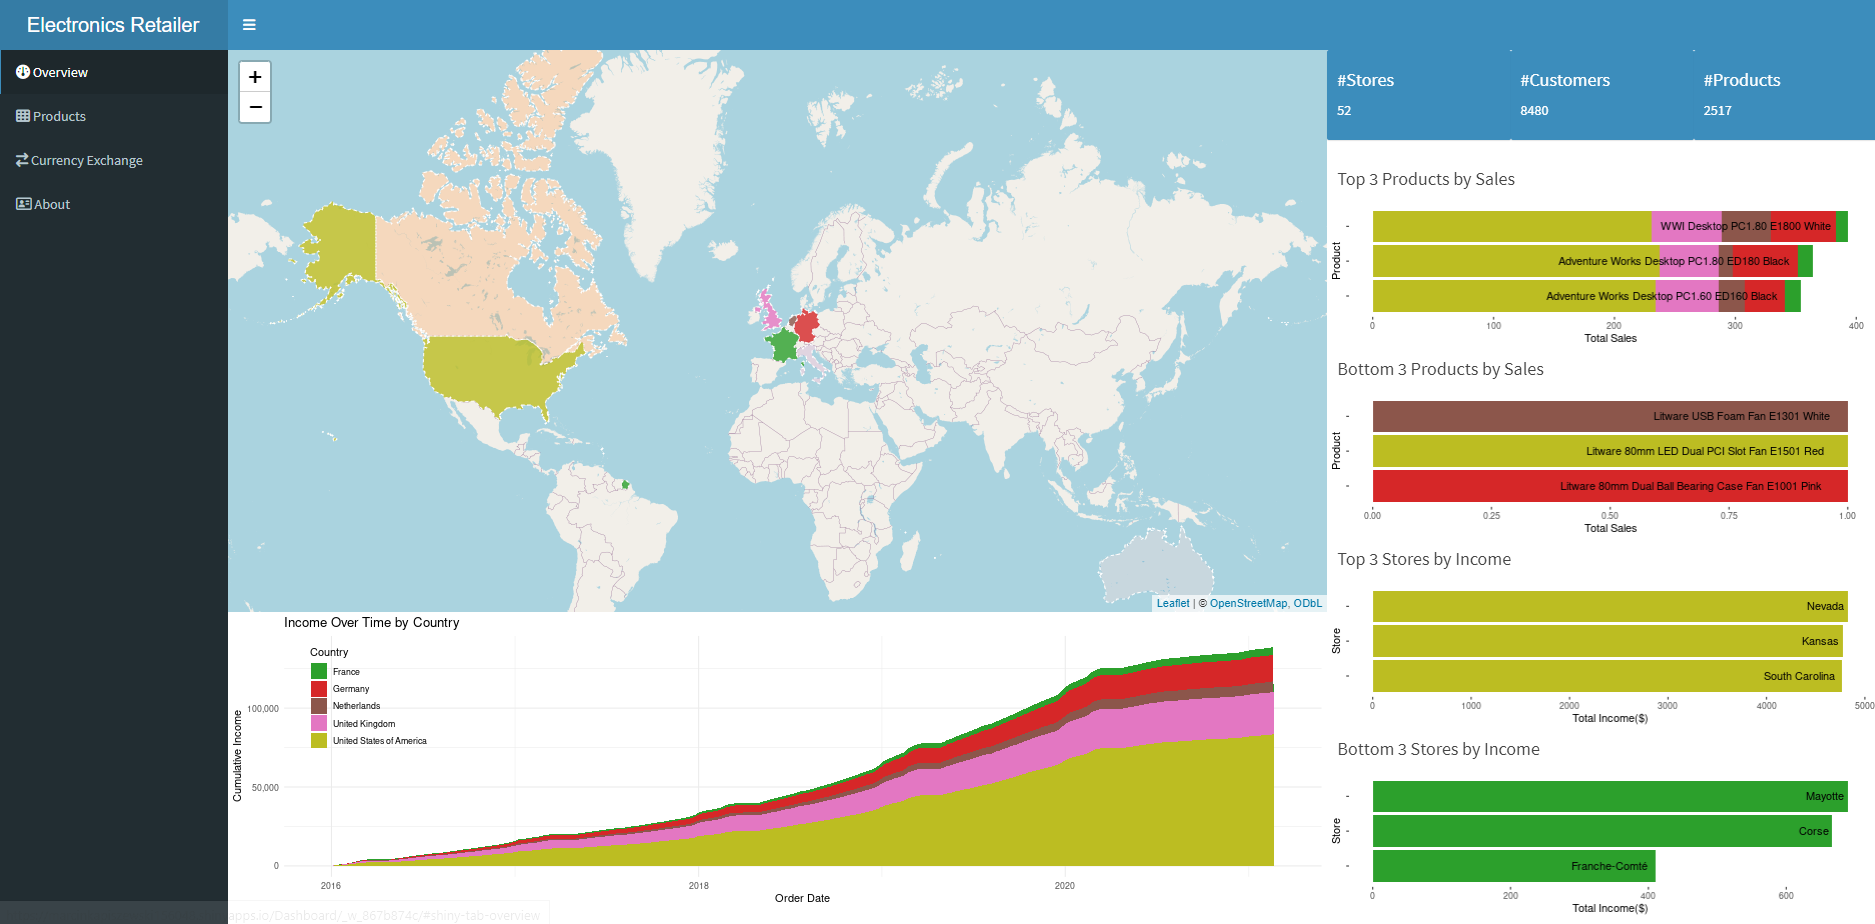 Electronics Retailer
Overview
Products
Currency Exchange
About
+
−
Leaflet | © OpenStreetMap, ODbL
#Stores
52
#Customers
8480
#Products
2517
Top 3 Products by Sales
Product
WWI Desktop PC1.80 E1800 White
Adventure Works Desktop PC1.80 ED180 Black
Adventure Works Desktop PC1.60 ED160 Black
0 100 200 300 400
Total Sales
Bottom 3 Products by Sales
Product
Litware USB Foam Fan E1301 White
Litware 80mm LED Dual PCI Slot Fan E1501 Red
Litware 80mm Dual Ball Bearing Case Fan E1001 Pink
0.00 0.25 0.50 0.75 1.00
Total Sales
Top 3 Stores by Income
Store
Nevada
Kansas
South Carolina
0 1000 2000 3000 4000 5000
Total Income($)
Bottom 3 Stores by Income
Store
Mayotte
Corse
Franche-Comté
0 200 400 600
Total Income($)
Income Over Time by Country
Country
France
Germany
Netherlands
United Kingdom
United States of America
Cumulative Income
100,000
50,000
0
2016 2018 2020
Order Date
apps.io/Dashboard/_w_867b874c/#shiny-tab-overview